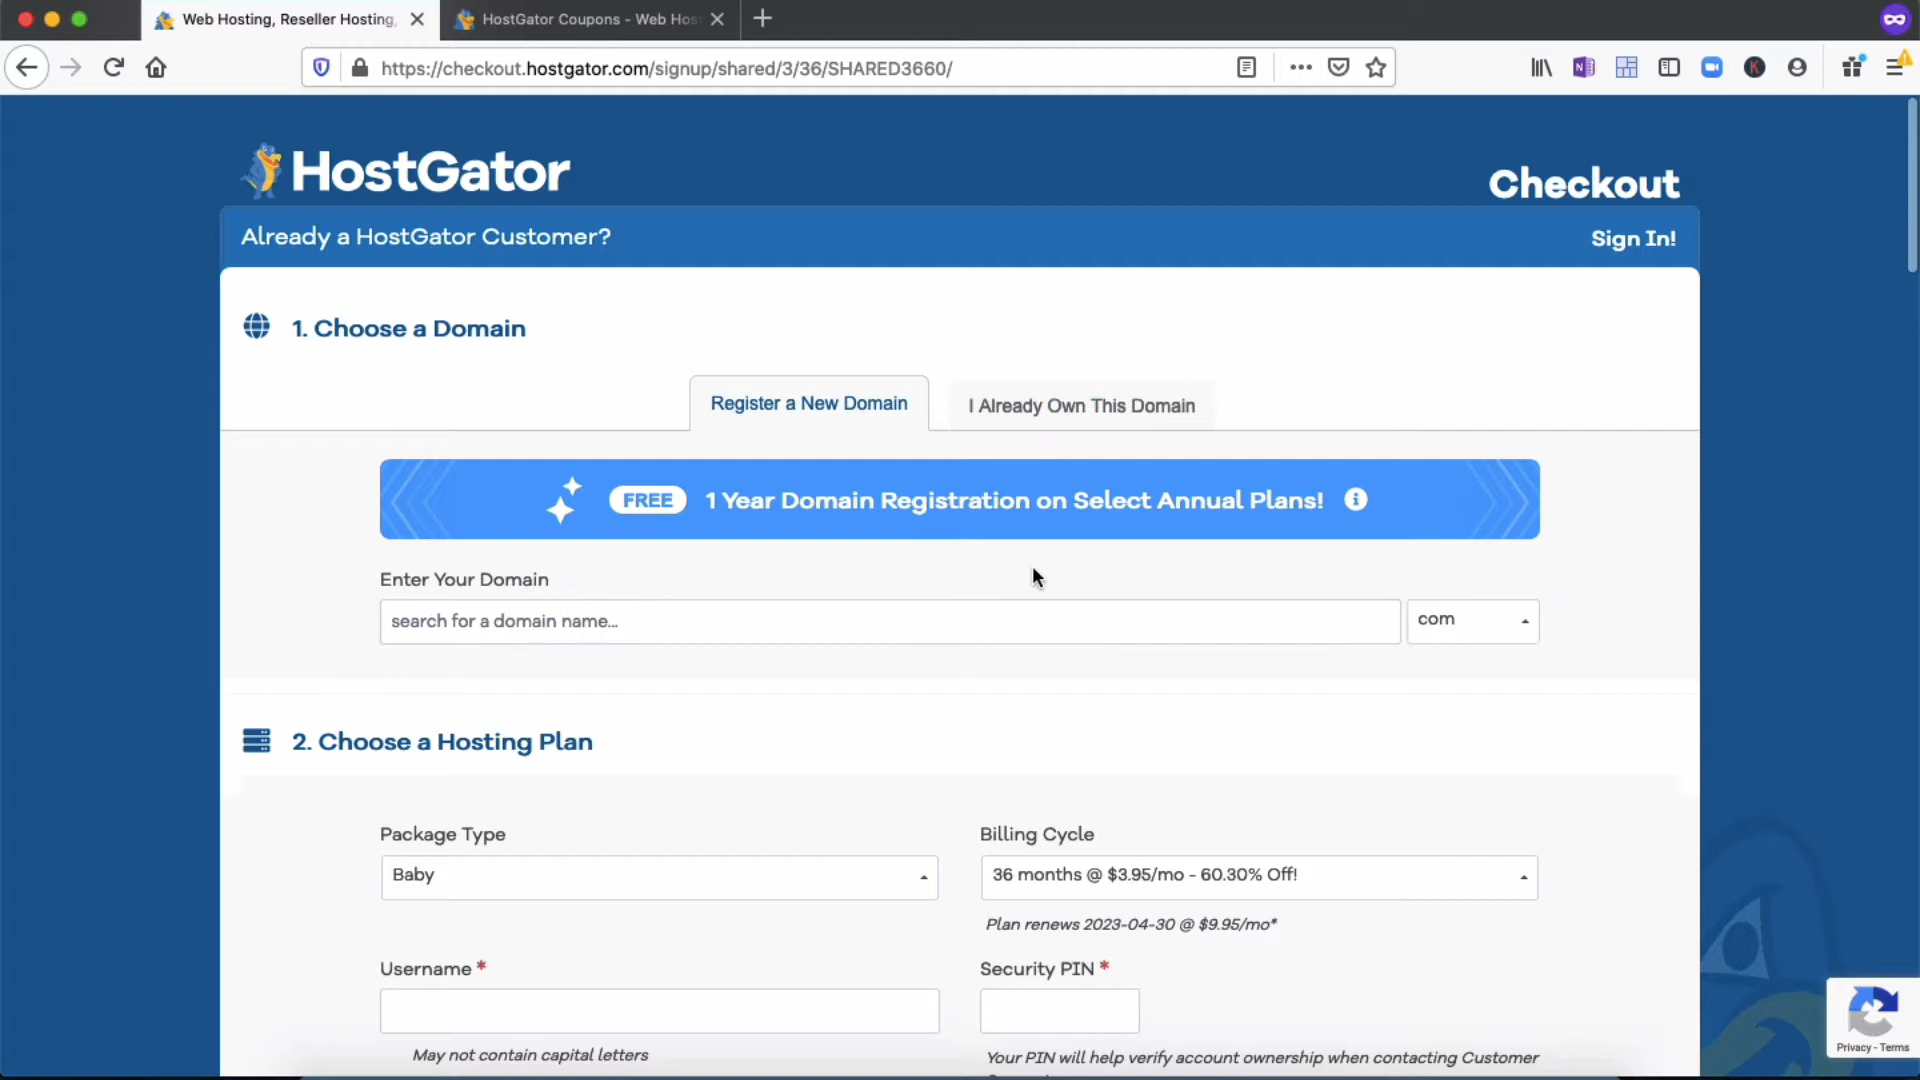 Web Hosting, Reseller Hosting,
HostGator Coupons - Web Hos
https://checkout.hostgator.com/signup/shared/3/36/SHARED3660/
HostGator
Checkout
Already a HostGator Customer?
Sign In!
1. Choose a Domain
Register a New Domain
I Already Own This Domain
FREE 1 Year Domain Registration on Select Annual Plans!
Enter Your Domain
search for a domain name...
com
2. Choose a Hosting Plan
Package Type
Billing Cycle
Baby
36 months @ $3.95/mo - 60.30% Off!
Plan renews 2023-04-30 @ $9.95/mo*
Username *
Security PIN *
May not contain capital letters
Your PIN will help verify account ownership when contacting Customer
Privacy - Terms